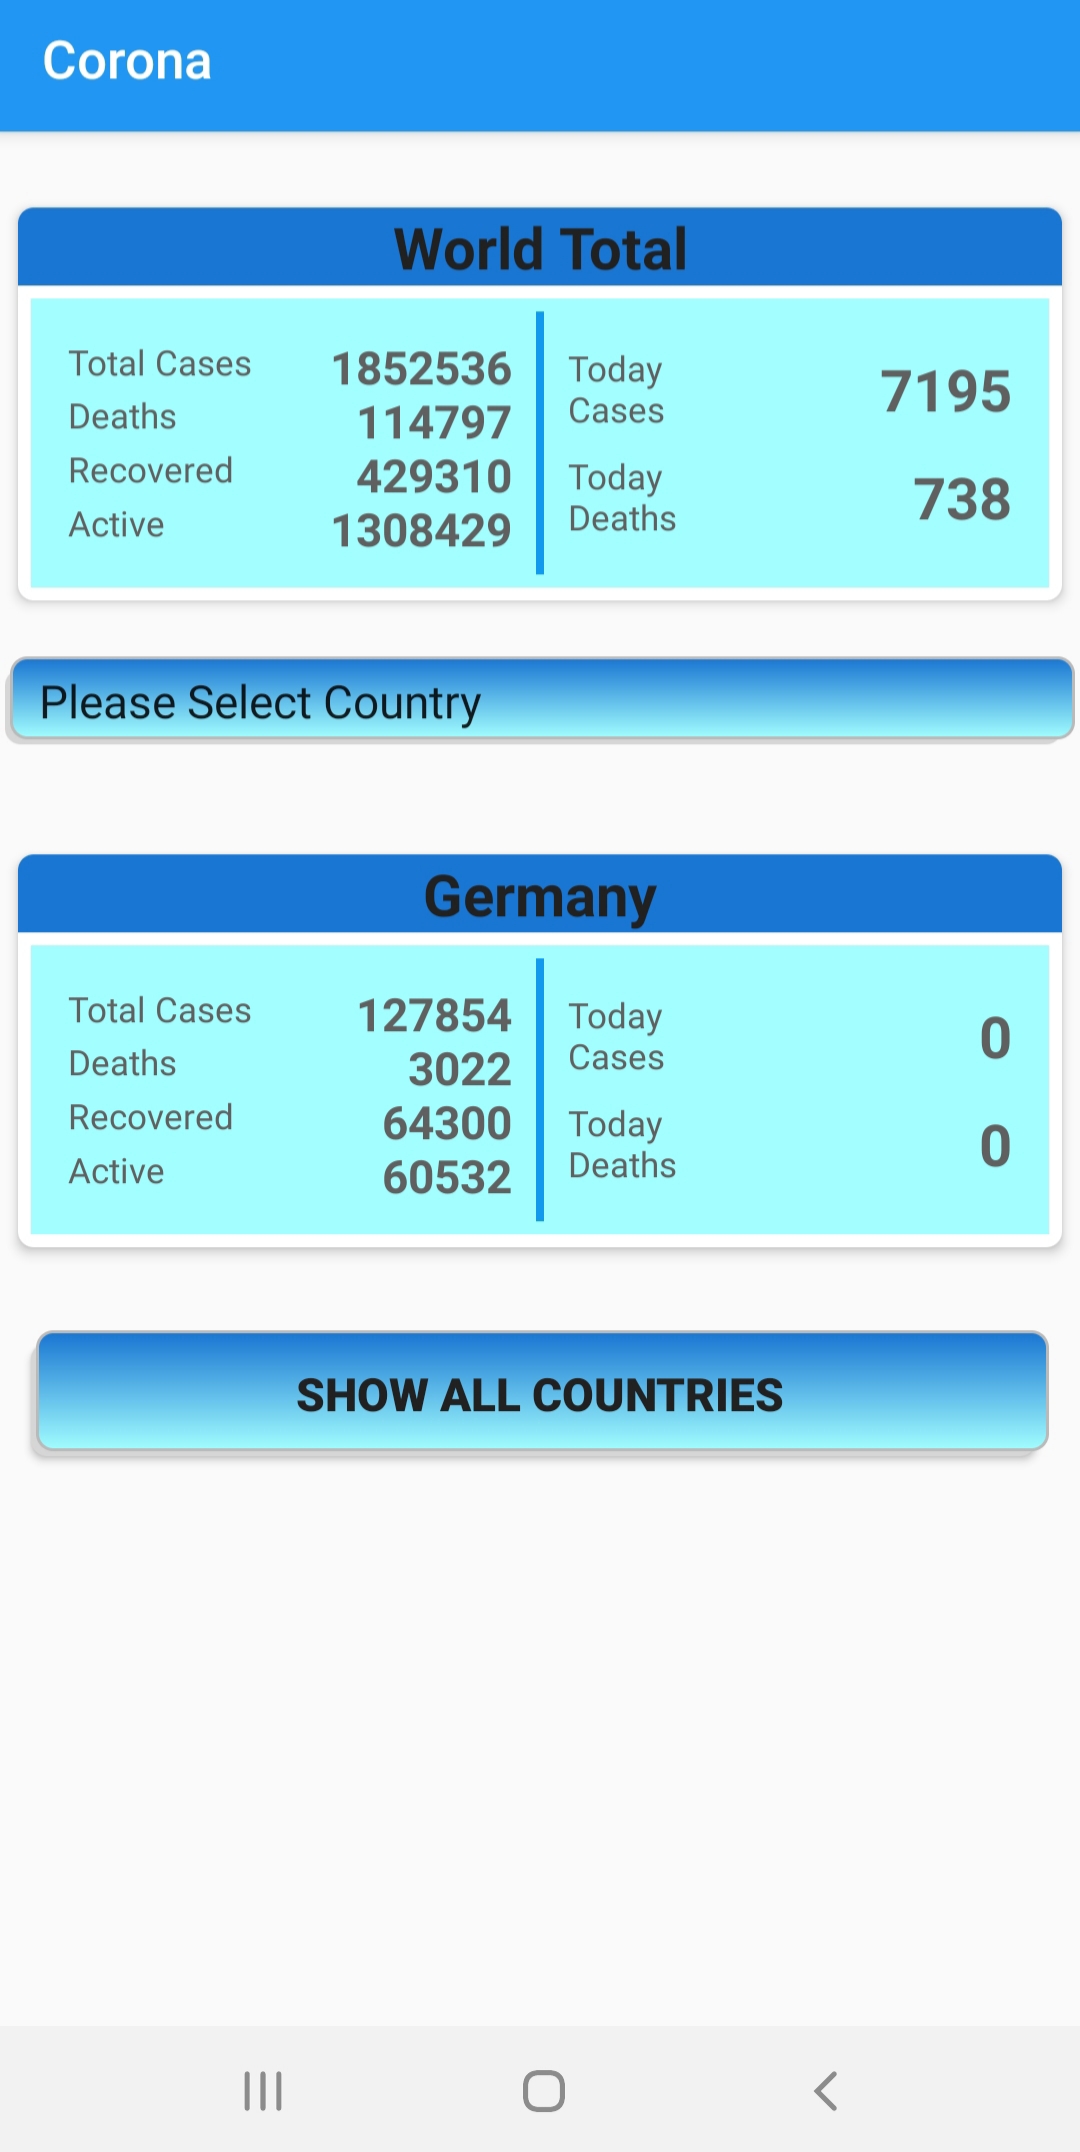 Corona
World Total
Total Cases 1852536
Deaths 114797
Recovered 429310
Active 1308429
Today
Cases 7195
Today
Deaths 738
Please Select Country
Germany
Total Cases 127854
Deaths 3022
Recovered 64300
Active 60532
Today
Cases 0
Today
Deaths 0
SHOW ALL COUNTRIES